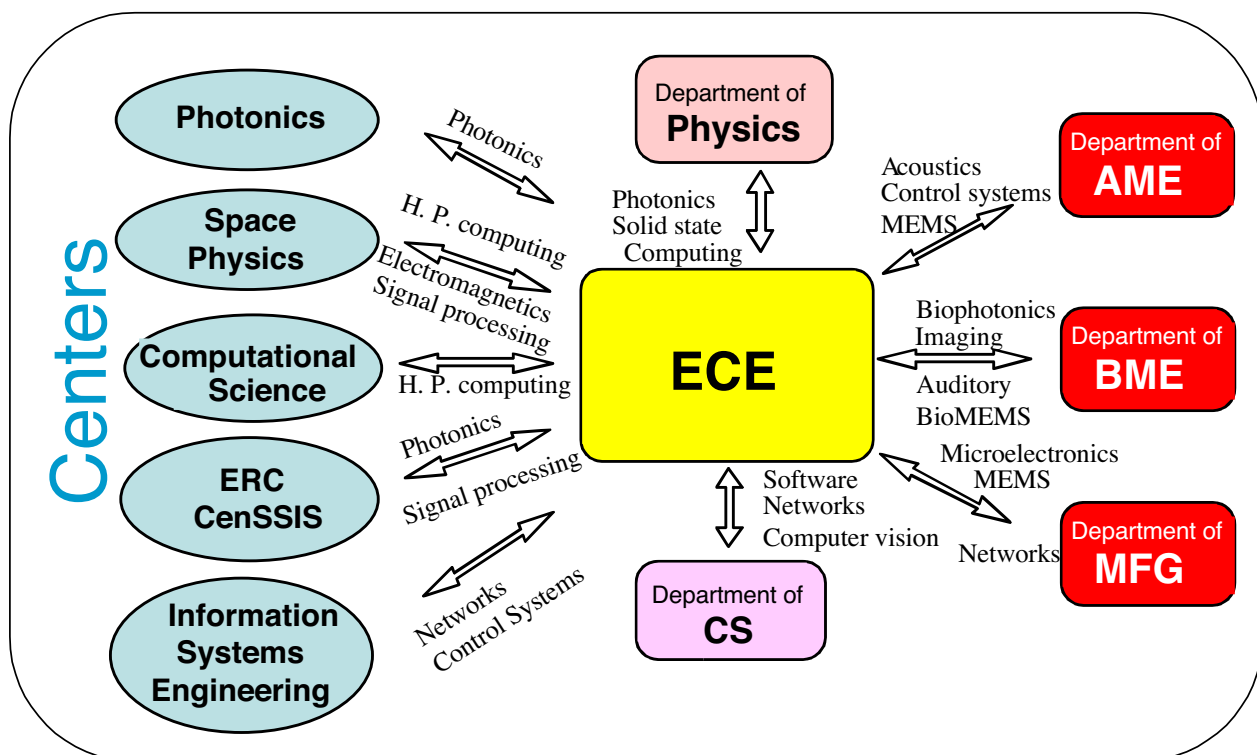 Centers
Photonics
Space
Physics
Computational
Science
ERC
CenSSIS
Information
Systems
Engineering
Photonics
H. P. computing
Electromagnetics
Signal processing
H. P. computing
Photonics
Signal processing
Networks
Control Systems
Department of
Physics
Photonics
Solid state
Computing
ECE
Software
Networks
Computer vision
Department of
CS
Acoustics
Control systems
MEMS
Department of
AME
Biophotonics
Imaging
Auditory
BioMEMS
Department of
BME
Microelectronics
MEMS
Networks
Department of
MFG